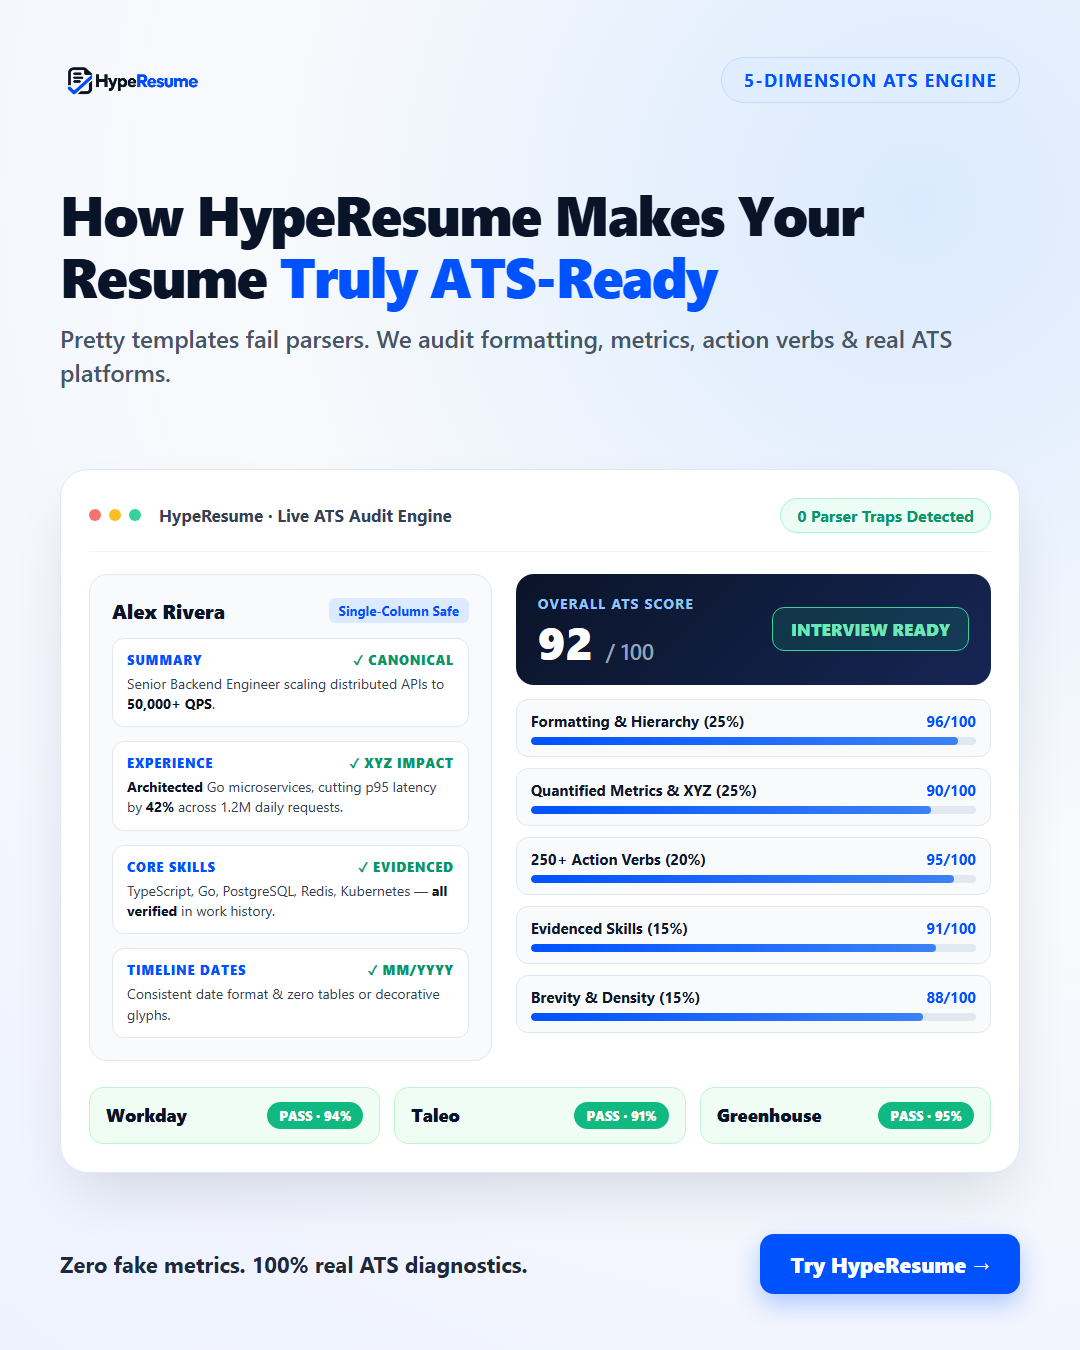 HypeResume
5-DIMENSION ATS ENGINE
How HypeResume Makes Your
Resume Truly ATS-Ready
Pretty templates fail parsers. We audit formatting, metrics, action verbs & real ATS
platforms.
HypeResume · Live ATS Audit Engine
0 Parser Traps Detected
Alex Rivera
Single-Column Safe
SUMMARY
✓ CANONICAL
Senior Backend Engineer scaling distributed APIs to
50,000+ QPS.
EXPERIENCE
✓ XYZ IMPACT
Architected Go microservices, cutting p95 latency
by 42% across 1.2M daily requests.
CORE SKILLS
✓ EVIDENCED
TypeScript, Go, PostgreSQL, Redis, Kubernetes — all
verified in work history.
TIMELINE DATES
✓ MM/YYYY
Consistent date format & zero tables or decorative
glyphs.
OVERALL ATS SCORE
92 / 100
INTERVIEW READY
Formatting & Hierarchy (25%)
96/100
Quantified Metrics & XYZ (25%)
90/100
250+ Action Verbs (20%)
95/100
Evidenced Skills (15%)
91/100
Brevity & Density (15%)
88/100
Workday
PASS · 94%
Taleo
PASS · 91%
Greenhouse
PASS · 95%
Zero fake metrics. 100% real ATS diagnostics.
Try HypeResume →